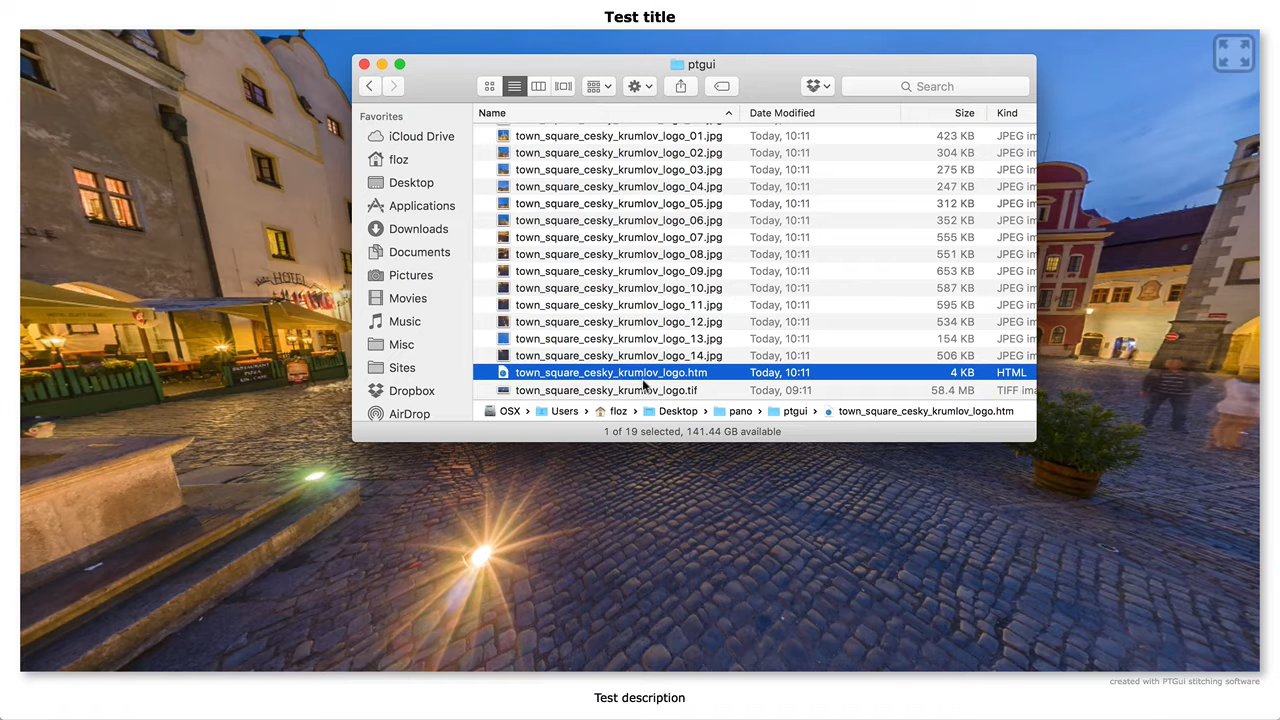 Test title
ptgui
Search
Favorites
iCloud Drive
floz
Desktop
Applications
Downloads
Documents
Pictures
Movies
Music
Misc
Sites
Dropbox
AirDrop
Name Date Modified Size Kind
town_square_cesky_krumlov_logo_01.jpg Today, 10:11 423 KB JPEG im
town_square_cesky_krumlov_logo_02.jpg Today, 10:11 304 KB JPEG im
town_square_cesky_krumlov_logo_03.jpg Today, 10:11 275 KB JPEG im
town_square_cesky_krumlov_logo_04.jpg Today, 10:11 247 KB JPEG im
town_square_cesky_krumlov_logo_05.jpg Today, 10:11 312 KB JPEG im
town_square_cesky_krumlov_logo_06.jpg Today, 10:11 352 KB JPEG im
town_square_cesky_krumlov_logo_07.jpg Today, 10:11 555 KB JPEG im
town_square_cesky_krumlov_logo_08.jpg Today, 10:11 551 KB JPEG im
town_square_cesky_krumlov_logo_09.jpg Today, 10:11 653 KB JPEG im
town_square_cesky_krumlov_logo_10.jpg Today, 10:11 587 KB JPEG im
town_square_cesky_krumlov_logo_11.jpg Today, 10:11 595 KB JPEG im
town_square_cesky_krumlov_logo_12.jpg Today, 10:11 534 KB JPEG im
town_square_cesky_krumlov_logo_13.jpg Today, 10:11 154 KB JPEG im
town_square_cesky_krumlov_logo_14.jpg Today, 10:11 506 KB JPEG im
town_square_cesky_krumlov_logo.htm Today, 10:11 4 KB HTML
town_square_cesky_krumlov_logo.tif Today, 09:11 58.4 MB TIFF ima
OSX Users floz Desktop pano ptgui town_square_cesky_krumlov_logo.htm
1 of 19 selected, 141.44 GB available
HOTEL
RESTAURANT
created with PTGui stitching software
Test description